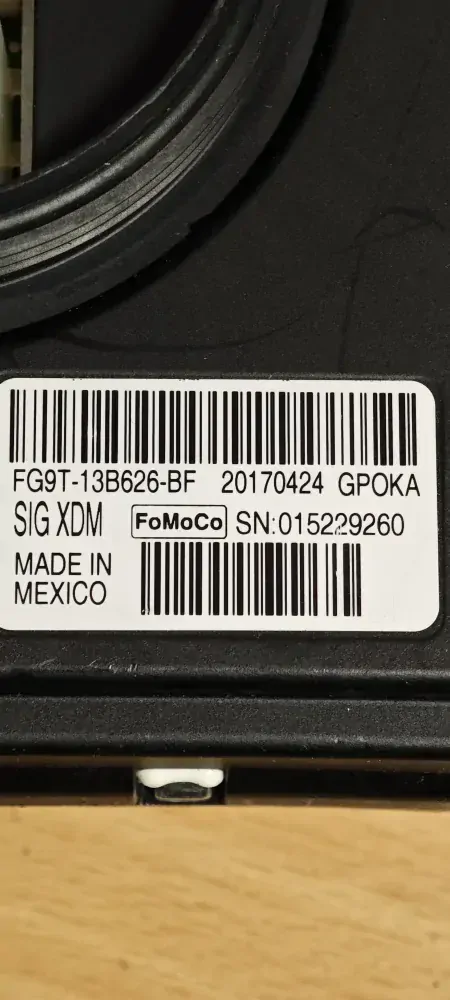 FG9T-13B626-BF 20170424 GPOKA
SIG XDM FoMoCo SN:015229260
MADE IN
MEXICO